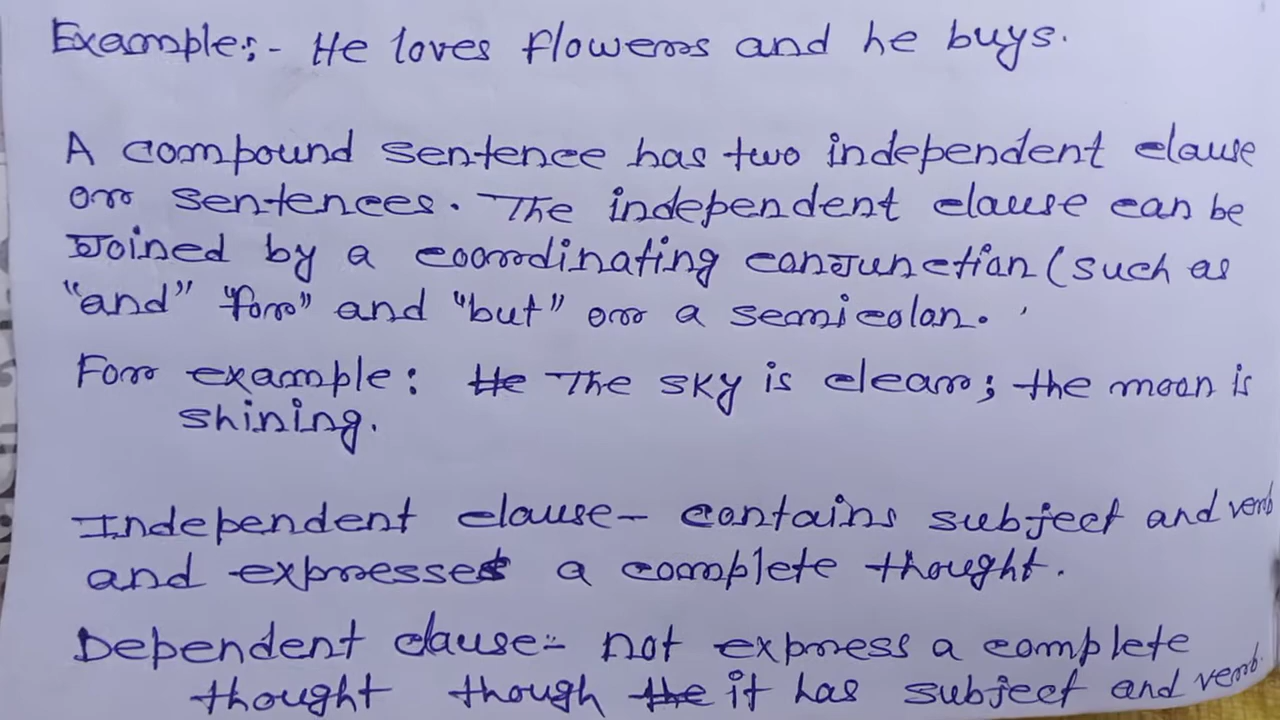 Example:- He loves flowers and he buys.
A compound sentence has two independent clause
or sentences. The independent clause can be
Joined by a coordinating conJunction (such as
"and" "for" and "but" or a semicolon.
For example: He The sky is clear; the moon is
shining.
Independent clause- contains subject and verb
and expresses a complete thought.
Dependent clause:- not express a complete
thought though the it has subject and verb.